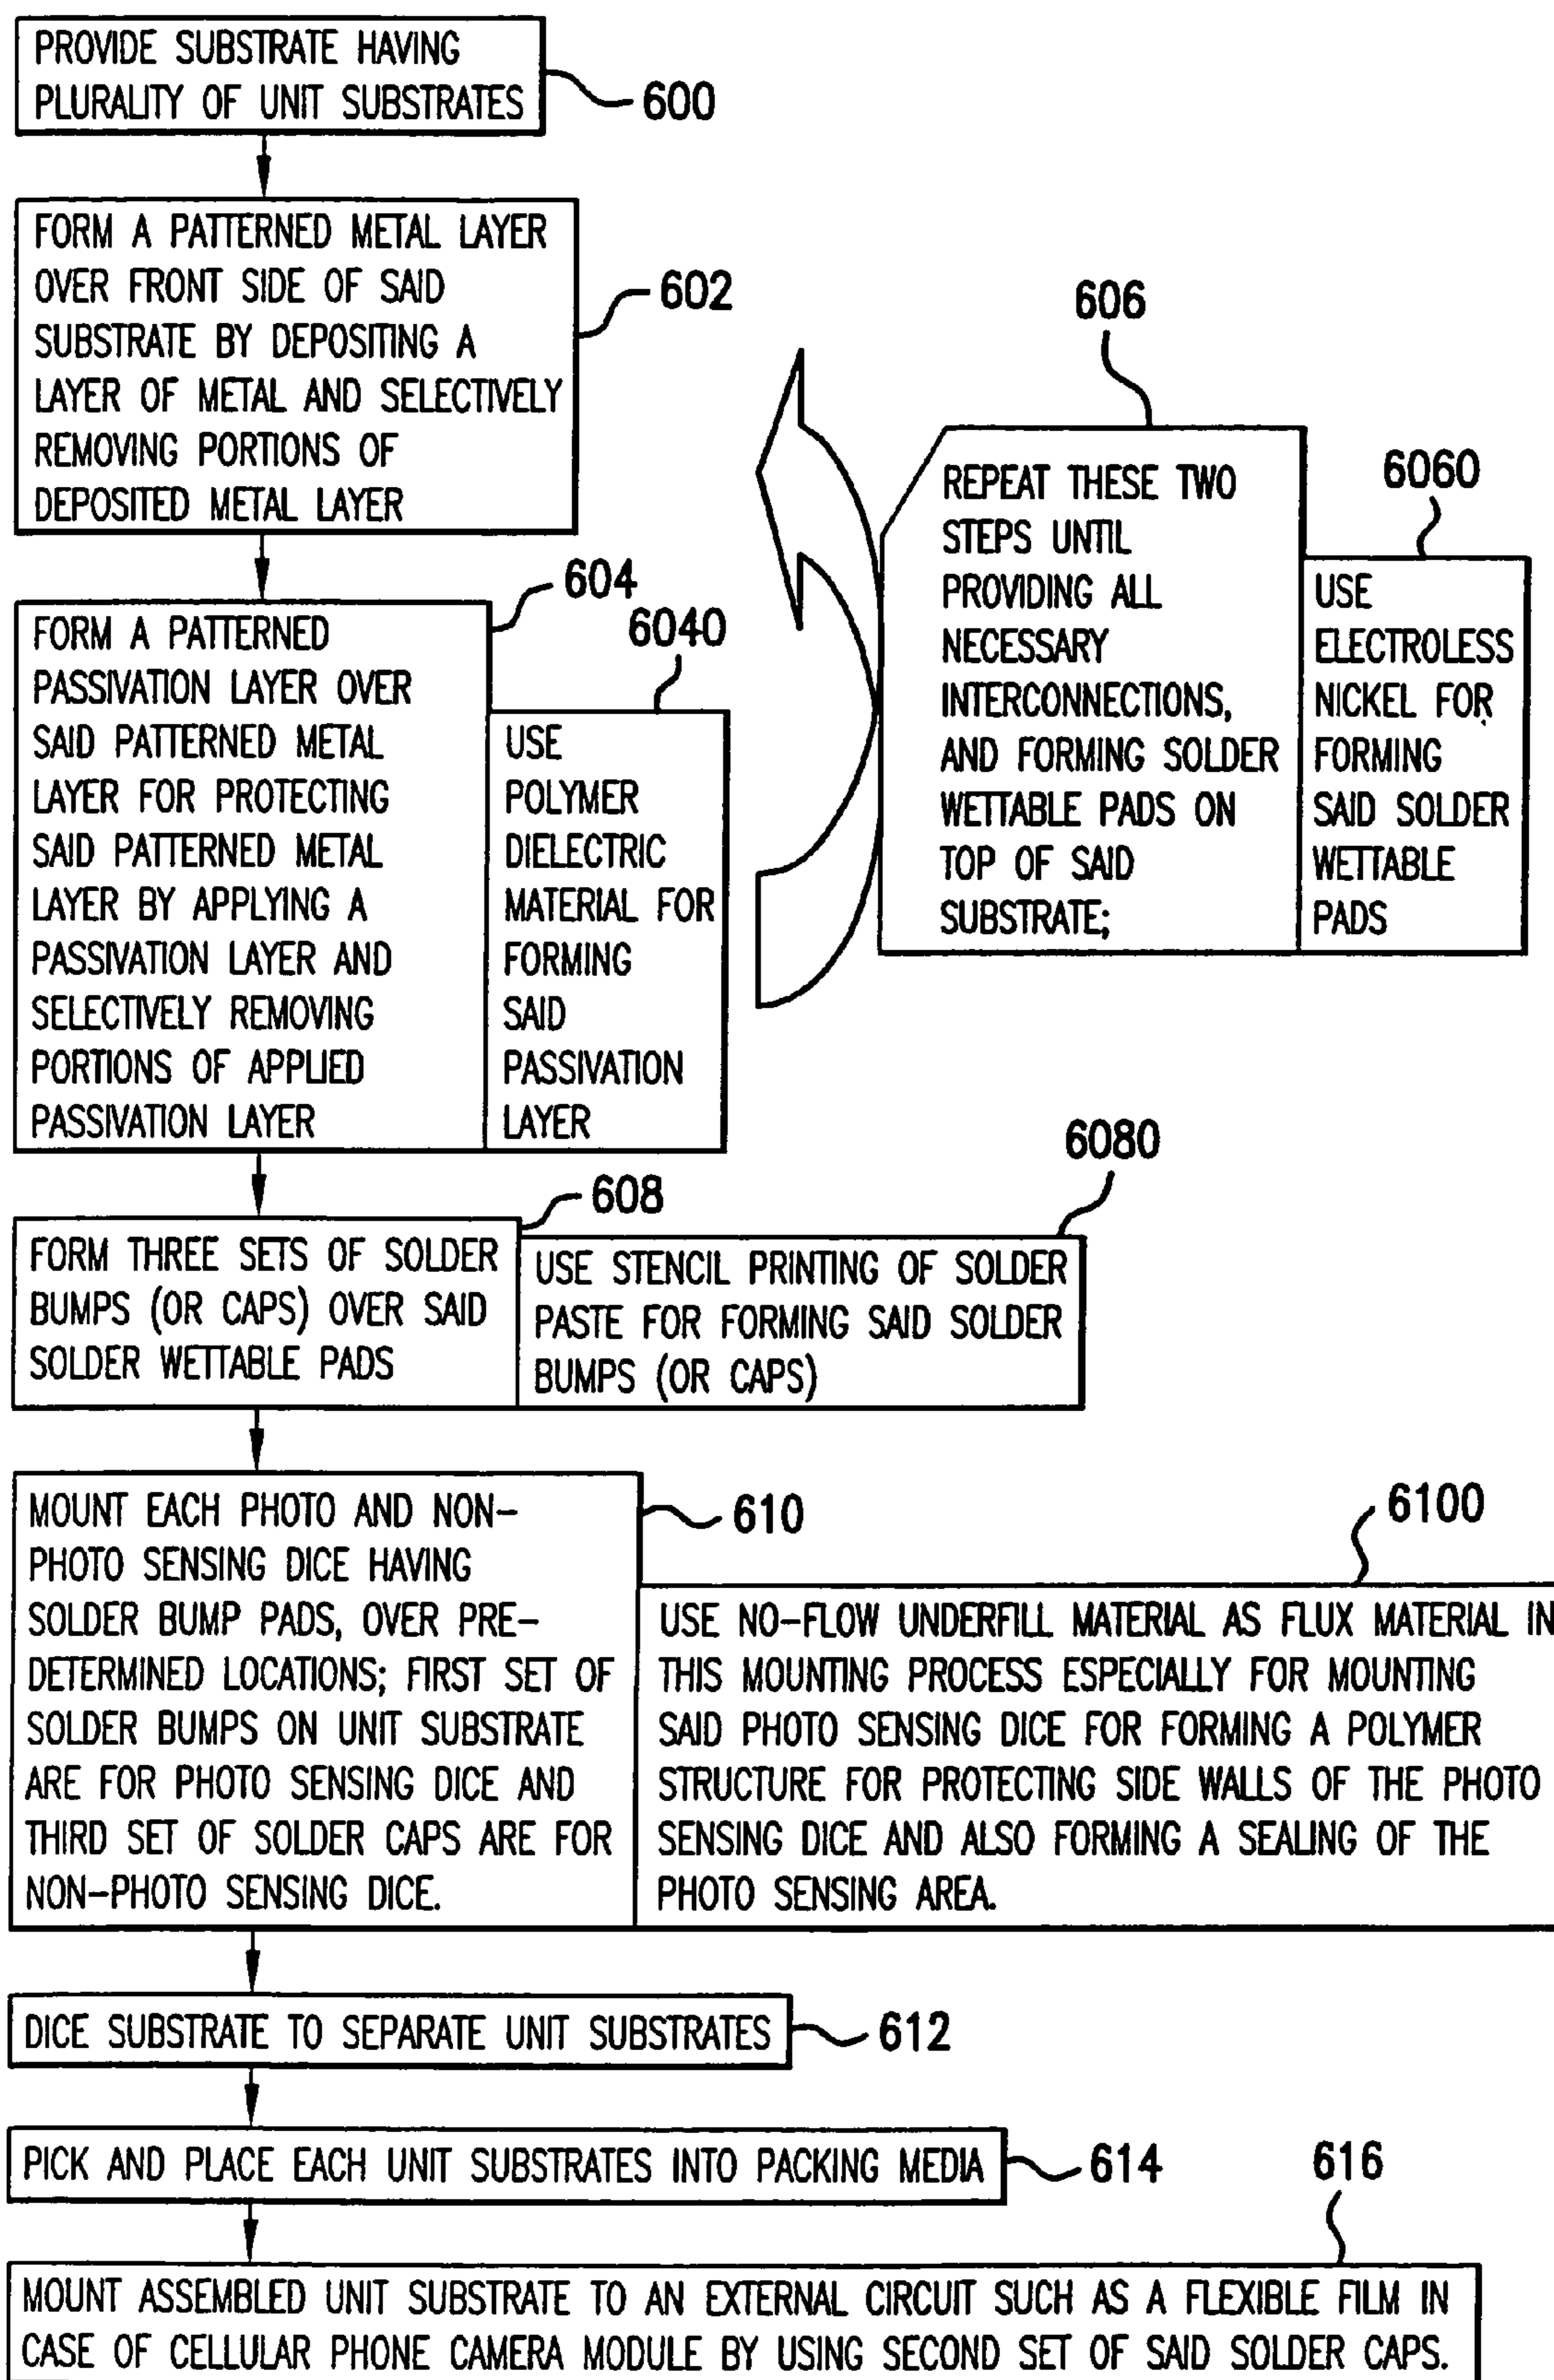 PROVIDE SUBSTRATE HAVING
PLURALITY OF UNIT SUBSTRATES
600
FORM A PATTERNED METAL LAYER
OVER FRONT SIDE OF SAID
SUBSTRATE BY DEPOSITING A
LAYER OF METAL AND SELECTIVELY
REMOVING PORTIONS OF
DEPOSITED METAL LAYER
602
606
REPEAT THESE TWO
STEPS UNTIL
PROVIDING ALL
NECESSARY
INTERCONNECTIONS,
AND FORMING SOLDER
WETTABLE PADS ON
TOP OF SAID
SUBSTRATE;
6060
USE
ELECTROLESS
NICKEL FOR
FORMING
SAID SOLDER
WETTABLE
PADS
604
FORM A PATTERNED
PASSIVATION LAYER OVER
SAID PATTERNED METAL
LAYER FOR PROTECTING
SAID PATTERNED METAL
LAYER BY APPLYING A
PASSIVATION LAYER AND
SELECTIVELY REMOVING
PORTIONS OF APPLIED
PASSIVATION LAYER
6040
USE
POLYMER
DIELECTRIC
MATERIAL FOR
FORMING
SAID
PASSIVATION
LAYER
608
FORM THREE SETS OF SOLDER
BUMPS (OR CAPS) OVER SAID
SOLDER WETTABLE PADS
6080
USE STENCIL PRINTING OF SOLDER
PASTE FOR FORMING SAID SOLDER
BUMPS (OR CAPS)
MOUNT EACH PHOTO AND NON-
PHOTO SENSING DICE HAVING
SOLDER BUMP PADS, OVER PRE-
DETERMINED LOCATIONS; FIRST SET OF
SOLDER BUMPS ON UNIT SUBSTRATE
ARE FOR PHOTO SENSING DICE AND
THIRD SET OF SOLDER CAPS ARE FOR
NON-PHOTO SENSING DICE.
610
6100
USE NO-FLOW UNDERFILL MATERIAL AS FLUX MATERIAL IN
THIS MOUNTING PROCESS ESPECIALLY FOR MOUNTING
SAID PHOTO SENSING DICE FOR FORMING A POLYMER
STRUCTURE FOR PROTECTING SIDE WALLS OF THE PHOTO
SENSING DICE AND ALSO FORMING A SEALING OF THE
PHOTO SENSING AREA.
DICE SUBSTRATE TO SEPARATE UNIT SUBSTRATES
612
PICK AND PLACE EACH UNIT SUBSTRATES INTO PACKING MEDIA
614
616
MOUNT ASSEMBLED UNIT SUBSTRATE TO AN EXTERNAL CIRCUIT SUCH AS A FLEXIBLE FILM IN
CASE OF CELLULAR PHONE CAMERA MODULE BY USING SECOND SET OF SAID SOLDER CAPS.